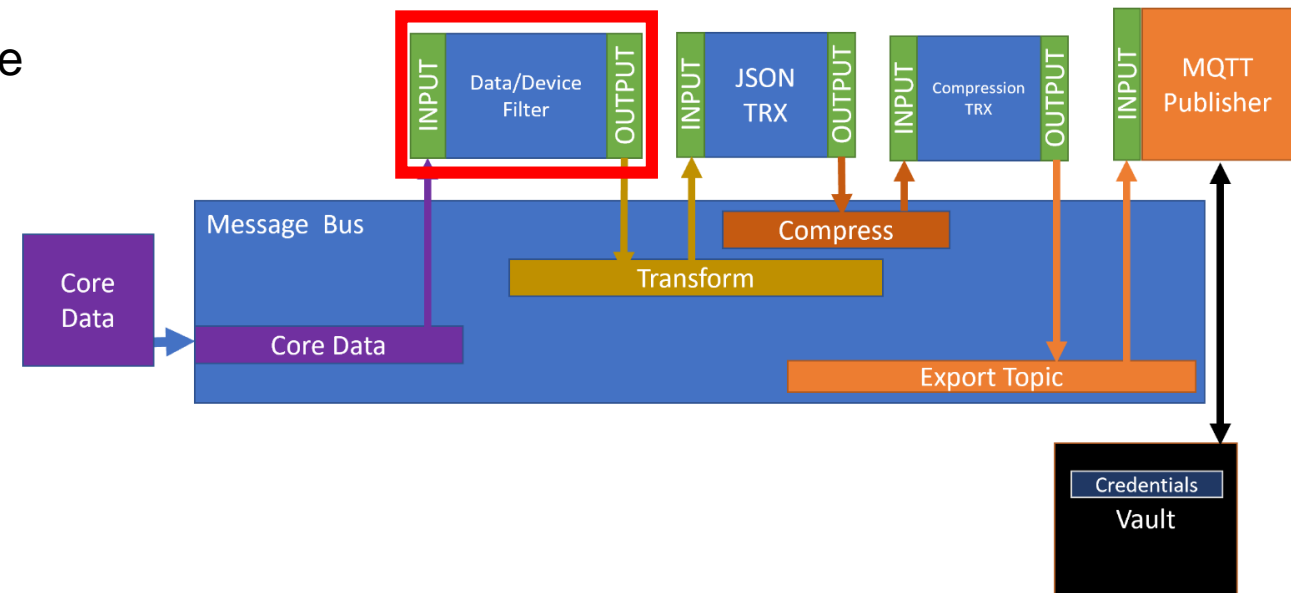 e
INPUT
Data/Device
Filter
OUTPUT
INPUT
JSON
TRX
OUTPUT
INPUT
Compression
TRX
OUTPUT
INPUT
MQTT
Publisher
Message Bus
Compress
Transform
Core
Data
Core Data
Export Topic
Credentials
Vault